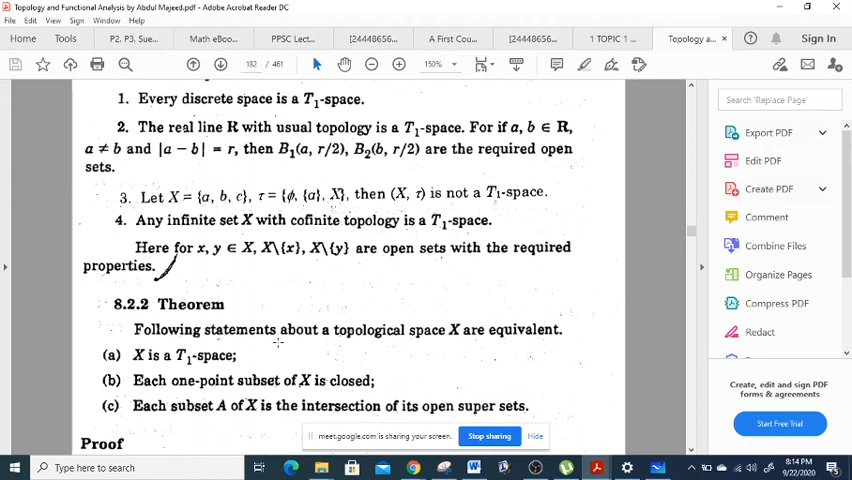 Topology and Functional Analysis by Abdul Majeed.pdf - Adobe Acrobat Reader DC
File Edit View Sign Window Help
Home Tools P2, P3. Sue... Math eBoo... PPSC Lect... [24448656... A First Cou... [24448656... 1 TOPIC 1 ... Topology a... Sign In
182 / 461 150%
1. Every discrete space is a T₁-space.
2. The real line R with usual topology is a T₁-space. For if a, b ∈ R,
a ≠ b and |a − b| = r, then B₁(a, r/2), B₂(b, r/2) are the required open
sets.
3. Let X = {a, b, c}, τ = {ϕ, {a}, X}, then (X, τ) is not a T₁-space.
4. Any infinite set X with cofinite topology is a T₁-space.
Here for x, y ∈ X, X\{x}, X\{y} are open sets with the required
properties.
8.2.2 Theorem
Following statements about a topological space X are equivalent.
(a) X is a T₁-space;
(b) Each one-point subset of X is closed;
(c) Each subset A of X is the intersection of its open super sets.
Proof
Search 'Replace Page'
Export PDF
Edit PDF
Create PDF
Comment
Combine Files
Organize Pages
Compress PDF
Redact
Create, edit and sign PDF
forms & agreements
Start Free Trial
meet.google.com is sharing your screen. Stop sharing Hide
Type here to search
8:14 PM
9/22/2020